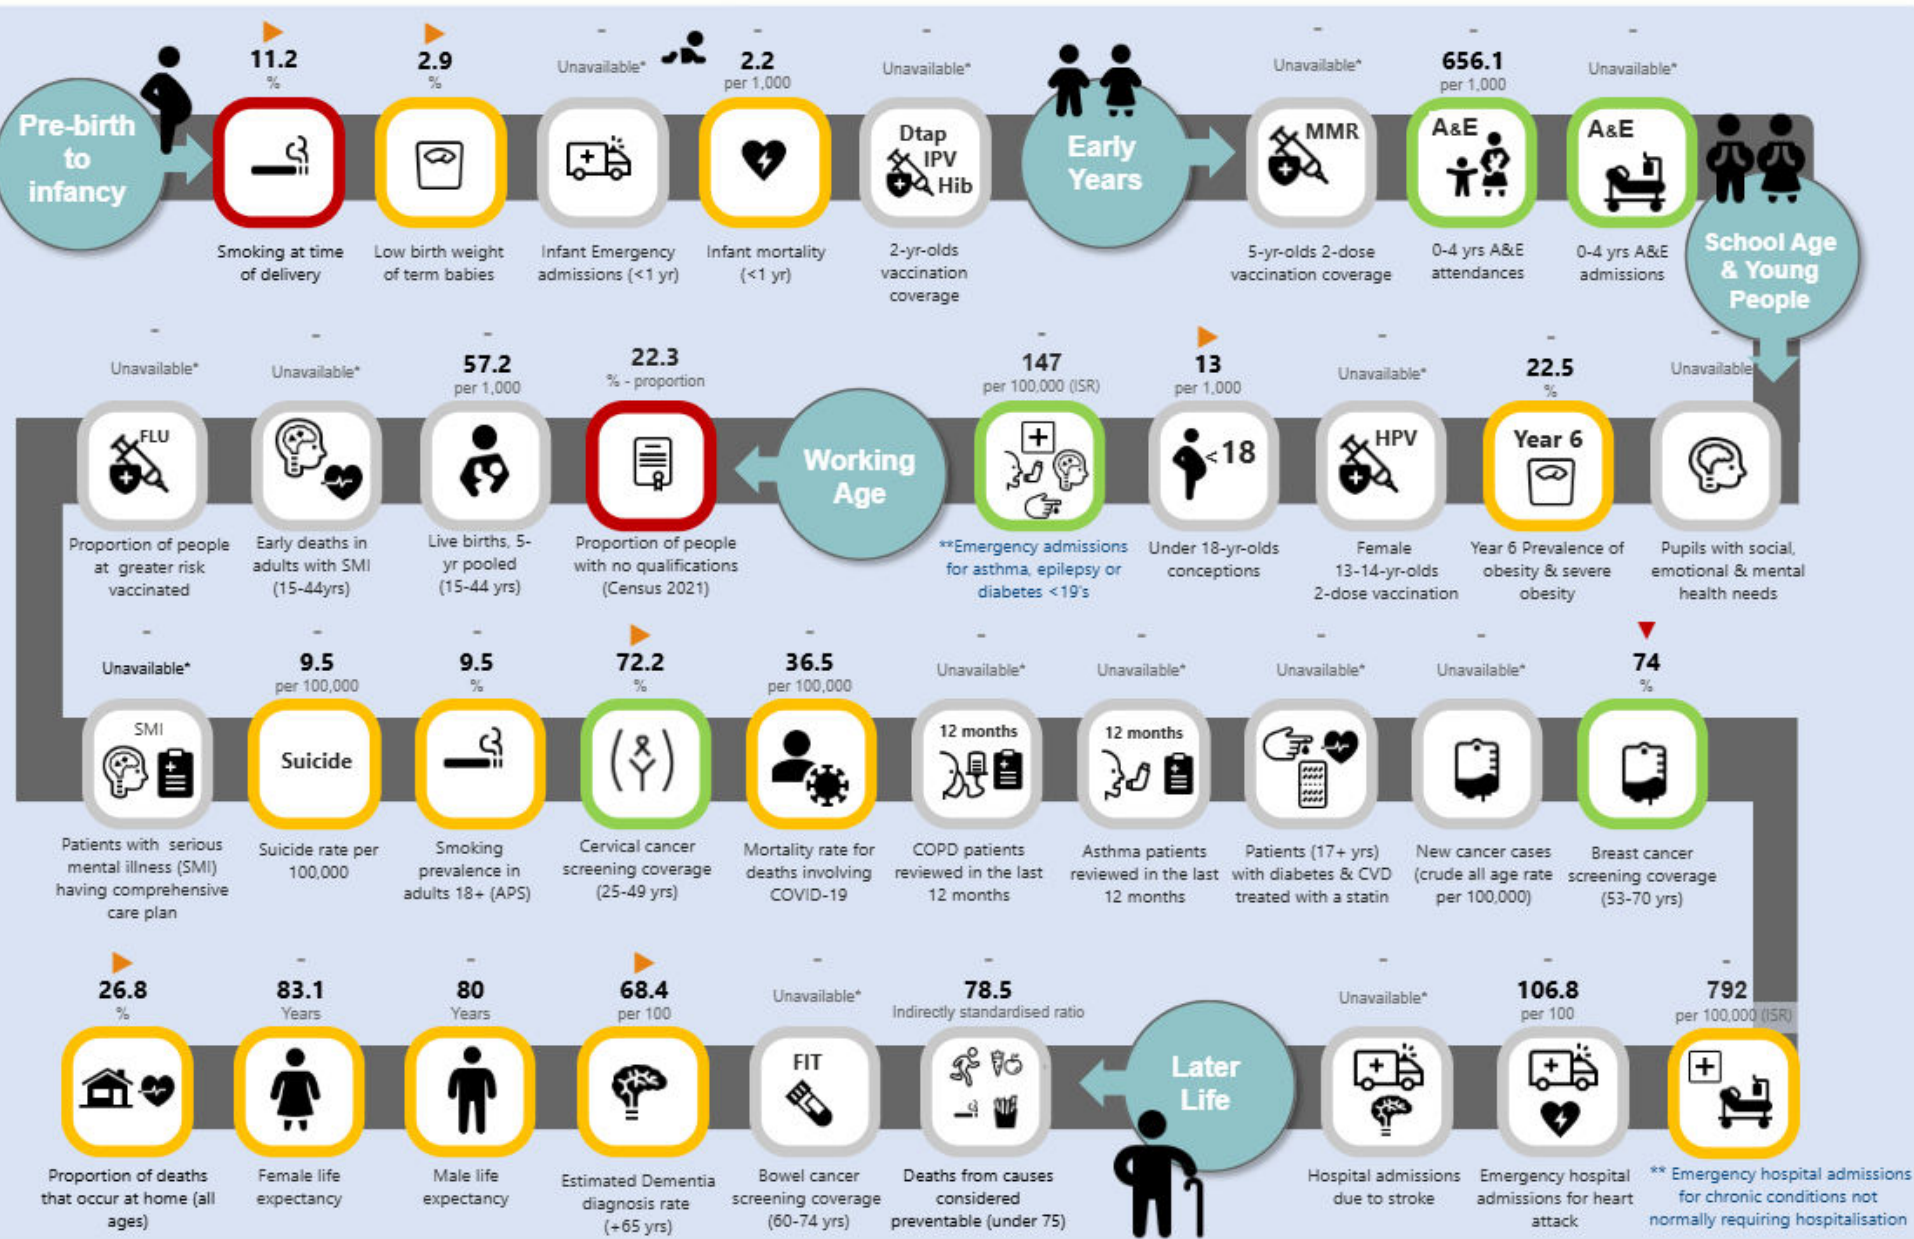 11.2
%
2.9
%
Unavailable*
2.2
per 1,000
Unavailable*
Unavailable*
656.1
per 1,000
Unavailable*
Pre-birth
to
infancy
Dtap
IPV
Hib
Early
Years
MMR
A&E
A&E
Smoking at time
of delivery
Low birth weight
of term babies
Infant Emergency
admissions (<1 yr)
Infant mortality
(<1 yr)
2-yr-olds
vaccination
coverage
5-yr-olds 2-dose
vaccination coverage
0-4 yrs A&E
attendances
0-4 yrs A&E
admissions
School Age
& Young
People
Unavailable*
Unavailable*
57.2
per 1,000
22.3
% - proportion
147
per 100,000 (ISR)
13
per 1,000
Unavailable*
22.5
%
Unavailable
FLU
Working
Age
<18
HPV
Year 6
Proportion of people
at greater risk
vaccinated
Early deaths in
adults with SMI
(15-44yrs)
Live births, 5-
yr pooled
(15-44 yrs)
Proportion of people
with no qualifications
(Census 2021)
**Emergency admissions
for asthma, epilepsy or
diabetes <19's
Under 18-yr-olds
conceptions
Female
13-14-yr-olds
2-dose vaccination
Year 6 Prevalence of
obesity & severe
obesity
Pupils with social,
emotional & mental
health needs
Unavailable*
9.5
per 100,000
9.5
%
72.2
%
36.5
per 100,000
Unavailable*
Unavailable*
Unavailable*
Unavailable*
74
%
SMI
Suicide
12 months
12 months
Patients with serious
mental illness (SMI)
having comprehensive
care plan
Suicide rate per
100,000
Smoking
prevalence in
adults 18+ (APS)
Cervical cancer
screening coverage
(25-49 yrs)
Mortality rate for
deaths involving
COVID-19
COPD patients
reviewed in the last
12 months
Asthma patients
reviewed in the last
12 months
Patients (17+ yrs)
with diabetes & CVD
treated with a statin
New cancer cases
(crude all age rate
per 100,000)
Breast cancer
screening coverage
(53-70 yrs)
26.8
%
83.1
Years
80
Years
68.4
per 100
Unavailable*
78.5
Indirectly standardised ratio
Unavailable*
106.8
per 100
792
per 100,000 (ISR)
FIT
Later
Life
Proportion of deaths
that occur at home (all
ages)
Female life
expectancy
Male life
expectancy
Estimated Dementia
diagnosis rate
(+65 yrs)
Bowel cancer
screening coverage
(60-74 yrs)
Deaths from causes
considered
preventable (under 75)
Hospital admissions
due to stroke
Emergency hospital
admissions for heart
attack
** Emergency hospital admissions
for chronic conditions not
normally requiring hospitalisation